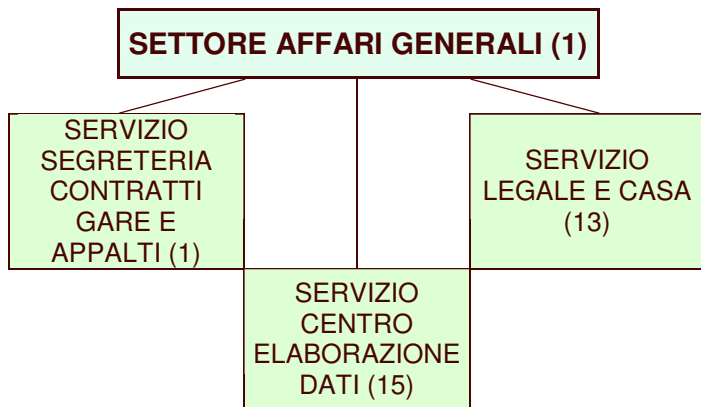 SETTORE AFFARI GENERALI (1)
SERVIZIO
SEGRETERIA
CONTRATTI
GARE E
APPALTI (1)
SERVIZIO
LEGALE E CASA
(13)
SERVIZIO
CENTRO
ELABORAZIONE
DATI (15)